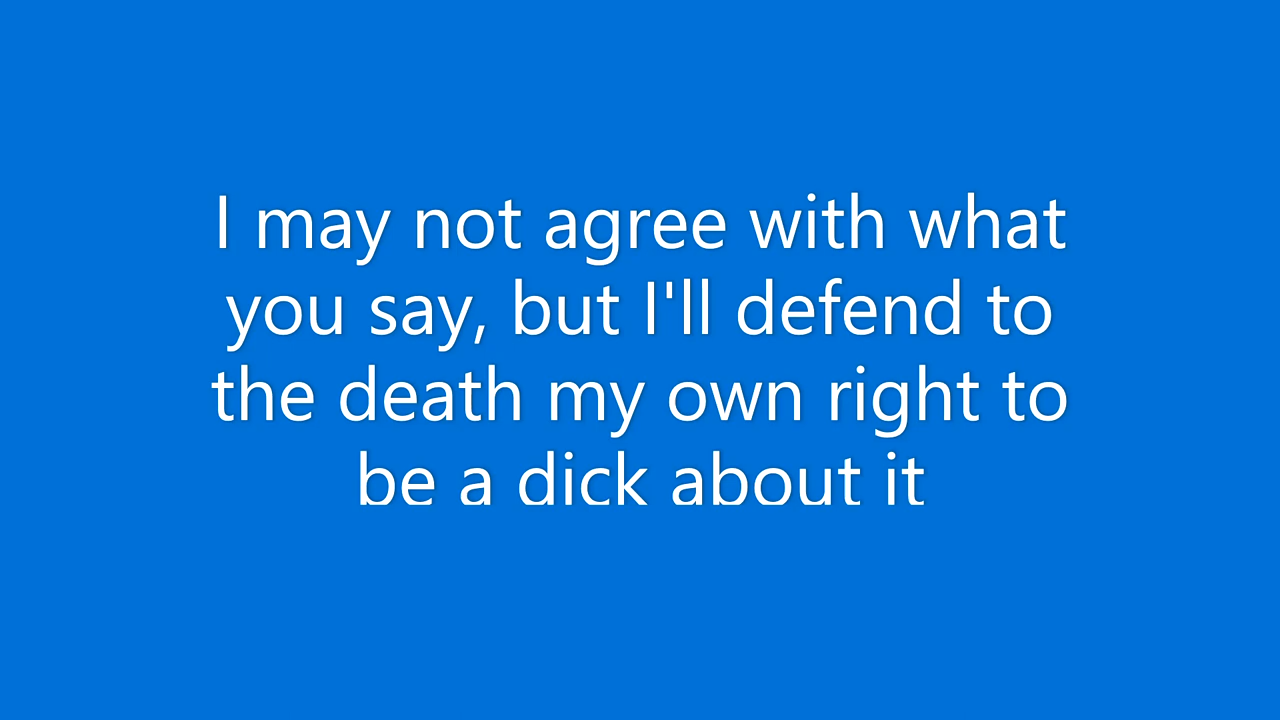 I may not agree with what
you say, but I'll defend to
the death my own right to
be a dick about it